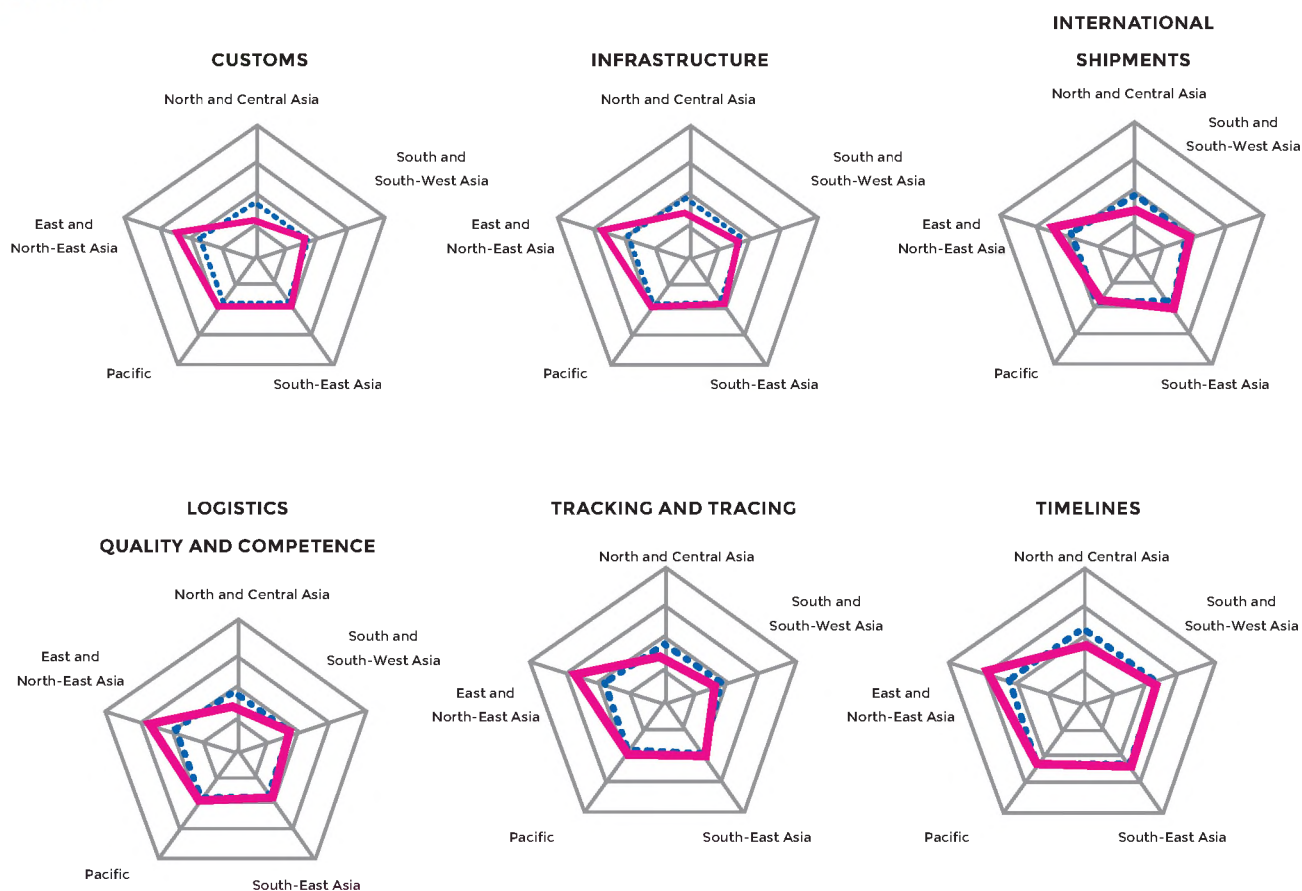 CUSTOMS
North and Central Asia
South and
South-West Asia
East and
North-East Asia
Pacific
South-East Asia
INFRASTRUCTURE
North and Central Asia
South and
South-West Asia
East and
North-East Asia
Pacific
South-East Asia
INTERNATIONAL
SHIPMENTS
North and Central Asia
South and
South-West Asia
East and
North-East Asia
Pacific
South-East Asia
LOGISTICS
QUALITY AND COMPETENCE
North and Central Asia
South and
South-West Asia
East and
North-East Asia
Pacific
South-East Asia
TRACKING AND TRACING
North and Central Asia
South and
South-West Asia
East and
North-East Asia
Pacific
South-East Asia
TIMELINES
North and Central Asia
South and
South-West Asia
East and
North-East Asia
Pacific
South-East Asia